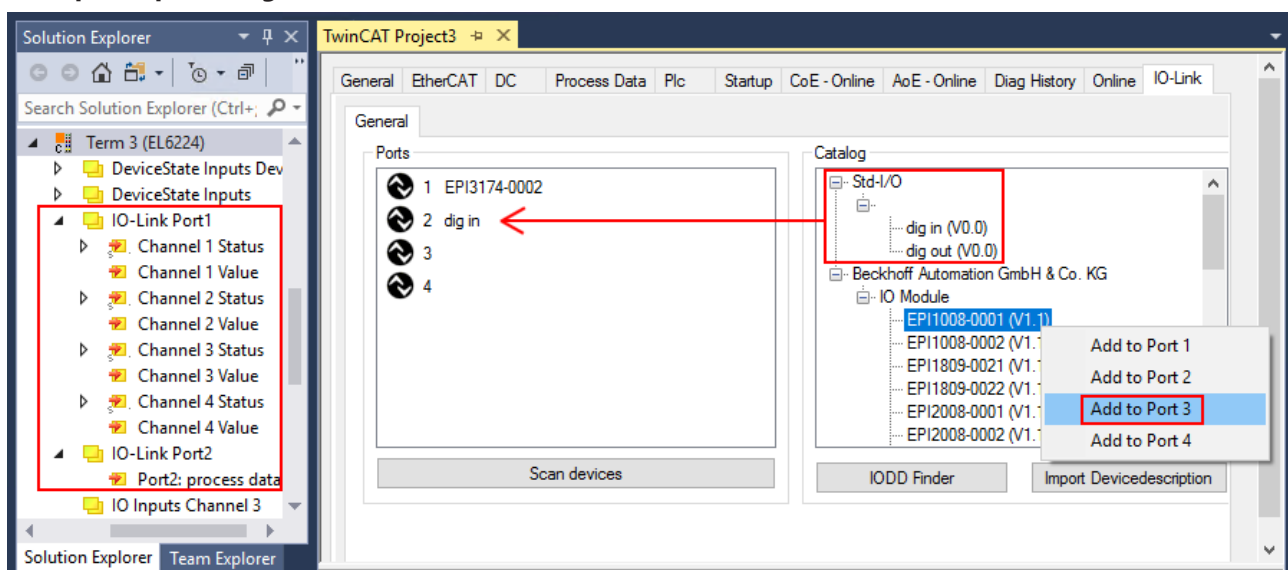 Solution Explorer
Search Solution Explorer (Ctrl+;
Term 3 (EL6224)
DeviceState Inputs Dev
DeviceState Inputs
IO-Link Port1
Channel 1 Status
Channel 1 Value
Channel 2 Status
Channel 2 Value
Channel 3 Status
Channel 3 Value
Channel 4 Status
Channel 4 Value
IO-Link Port2
Port2: process data
IO Inputs Channel 3
Solution Explorer Team Explorer
TwinCAT Project3
General EtherCAT DC Process Data Plc Startup CoE - Online AoE - Online Diag History Online IO-Link
General
Ports
1 EPI3174-0002
2 dig in
3
4
Scan devices
Catalog
Std-I/O
dig in (V0.0)
dig out (V0.0)
Beckhoff Automation GmbH & Co. KG
IO Module
EPI1008-0001 (V1.1)
EPI1008-0002 (V1.1
EPI1809-0021 (V1.
EPI1809-0022 (V1.
EPI2008-0001 (V1.
EPI2008-0002 (V1.
Add to Port 1
Add to Port 2
Add to Port 3
Add to Port 4
IODD Finder Import Devicedescription